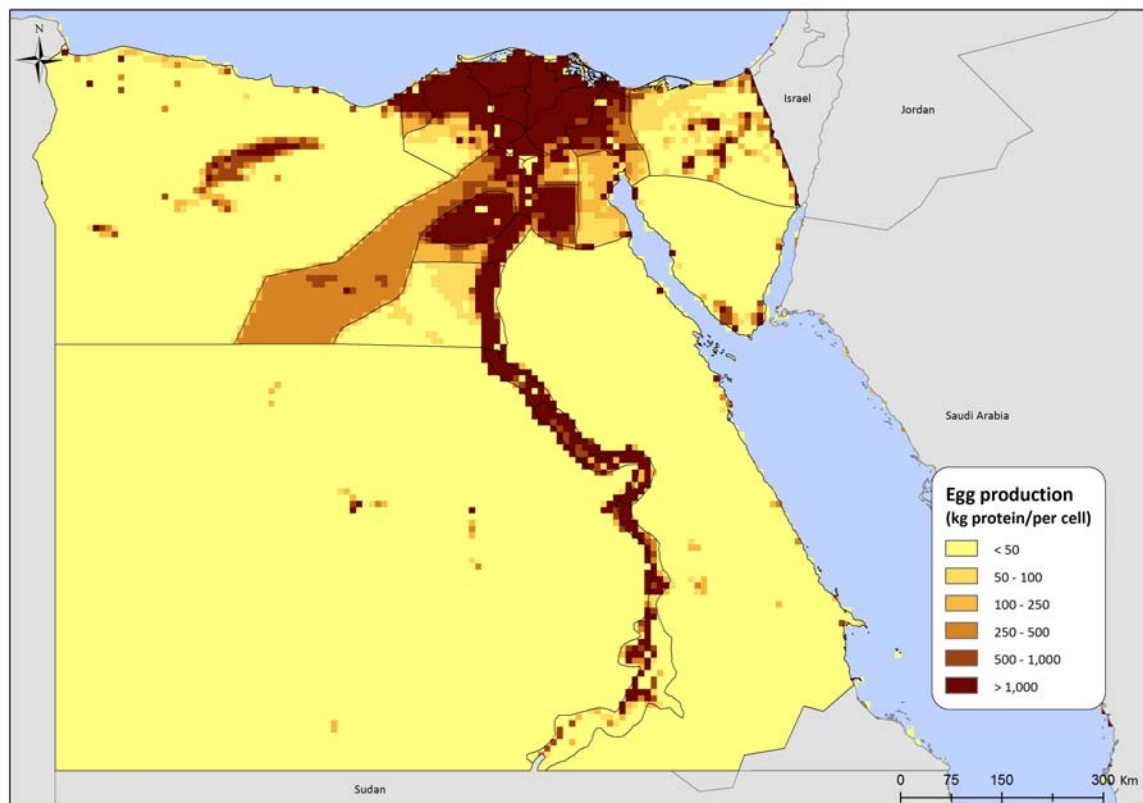 N
Israel
Jordan
Saudi Arabia
Egg production
(kg protein/per cell)
< 50
50 - 100
100 - 250
250 - 500
500 - 1,000
> 1,000
Sudan
0 75 150 300 Km